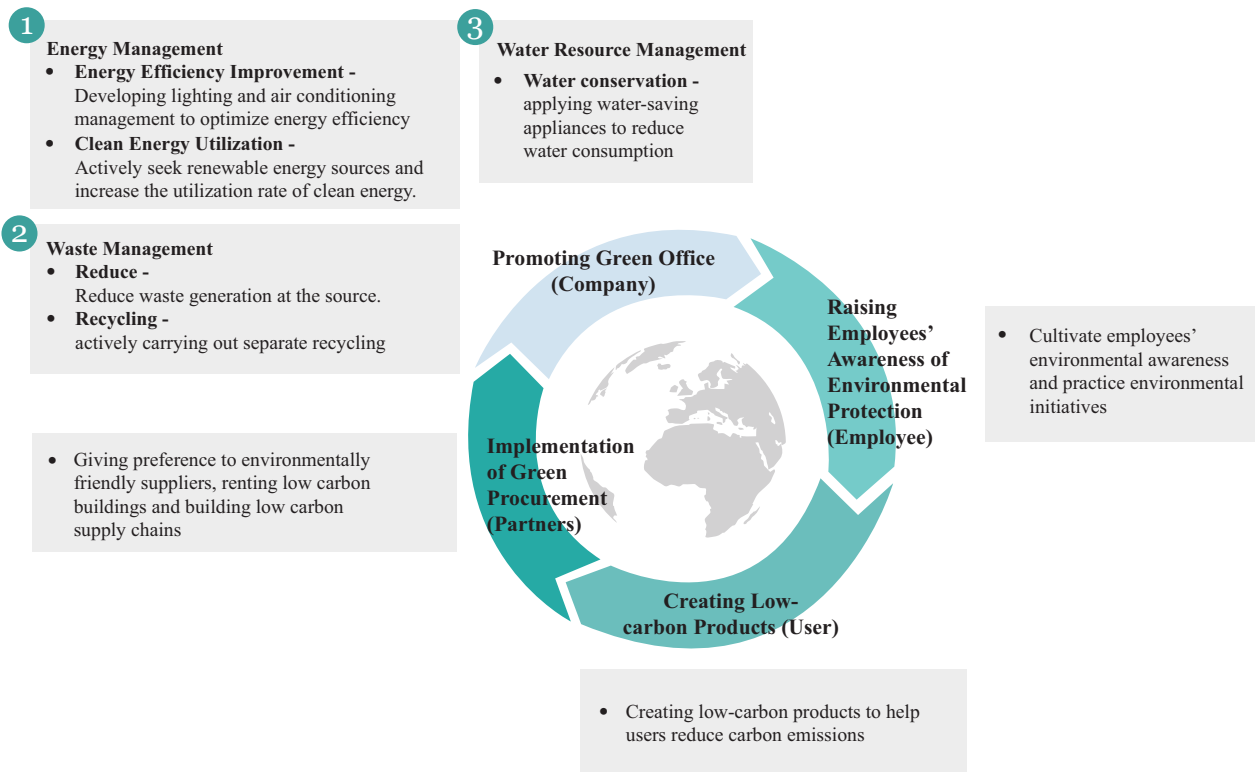 1
Energy Management
• Energy Efficiency Improvement -
Developing lighting and air conditioning
management to optimize energy efficiency
• Clean Energy Utilization -
Actively seek renewable energy sources and
increase the utilization rate of clean energy.
2
Waste Management
• Reduce -
Reduce waste generation at the source.
• Recycling -
actively carrying out separate recycling
3
Water Resource Management
• Water conservation -
applying water-saving
appliances to reduce
water consumption
Promoting Green Office
(Company)
Raising
Employees’
Awareness of
Environmental
Protection
(Employee)
• Cultivate employees’
environmental awareness
and practice environmental
initiatives
Implementation
of Green
Procurement
(Partners)
• Giving preference to environmentally
friendly suppliers, renting low carbon
buildings and building low carbon
supply chains
Creating Low-
carbon Products (User)
• Creating low-carbon products to help
users reduce carbon emissions